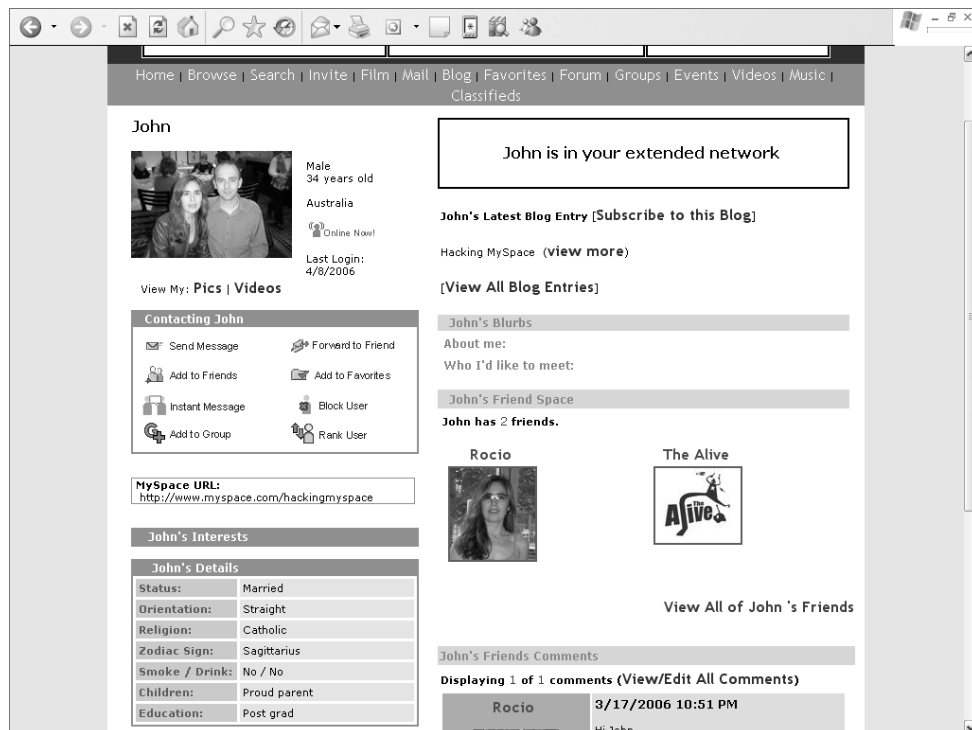 Home | Browse | Search | Invite | Film | Mail | Blog | Favorites | Forum | Groups | Events | Videos | Music |
Classifieds
John
Male
34 years old
Australia
Online Now!
Last Login:
4/8/2006
View My: Pics | Videos
Contacting John
Send Message
Forward to Friend
Add to Friends
Add to Favorites
Instant Message
Block User
Add to Group
Rank User
MySpace URL:
http://www.myspace.com/hackingmyspace
John's Interests
John's Details
Status: Married
Orientation: Straight
Religion: Catholic
Zodiac Sign: Sagittarius
Smoke / Drink: No / No
Children: Proud parent
Education: Post grad
John is in your extended network
John's Latest Blog Entry [Subscribe to this Blog]
Hacking MySpace (view more)
[View All Blog Entries]
John's Blurbs
About me:
Who I'd like to meet:
John's Friend Space
John has 2 friends.
Rocio
The Alive
The Alive
View All of John 's Friends
John's Friends Comments
Displaying 1 of 1 comments (View/Edit All Comments)
Rocio
3/17/2006 10:51 PM
Hi John